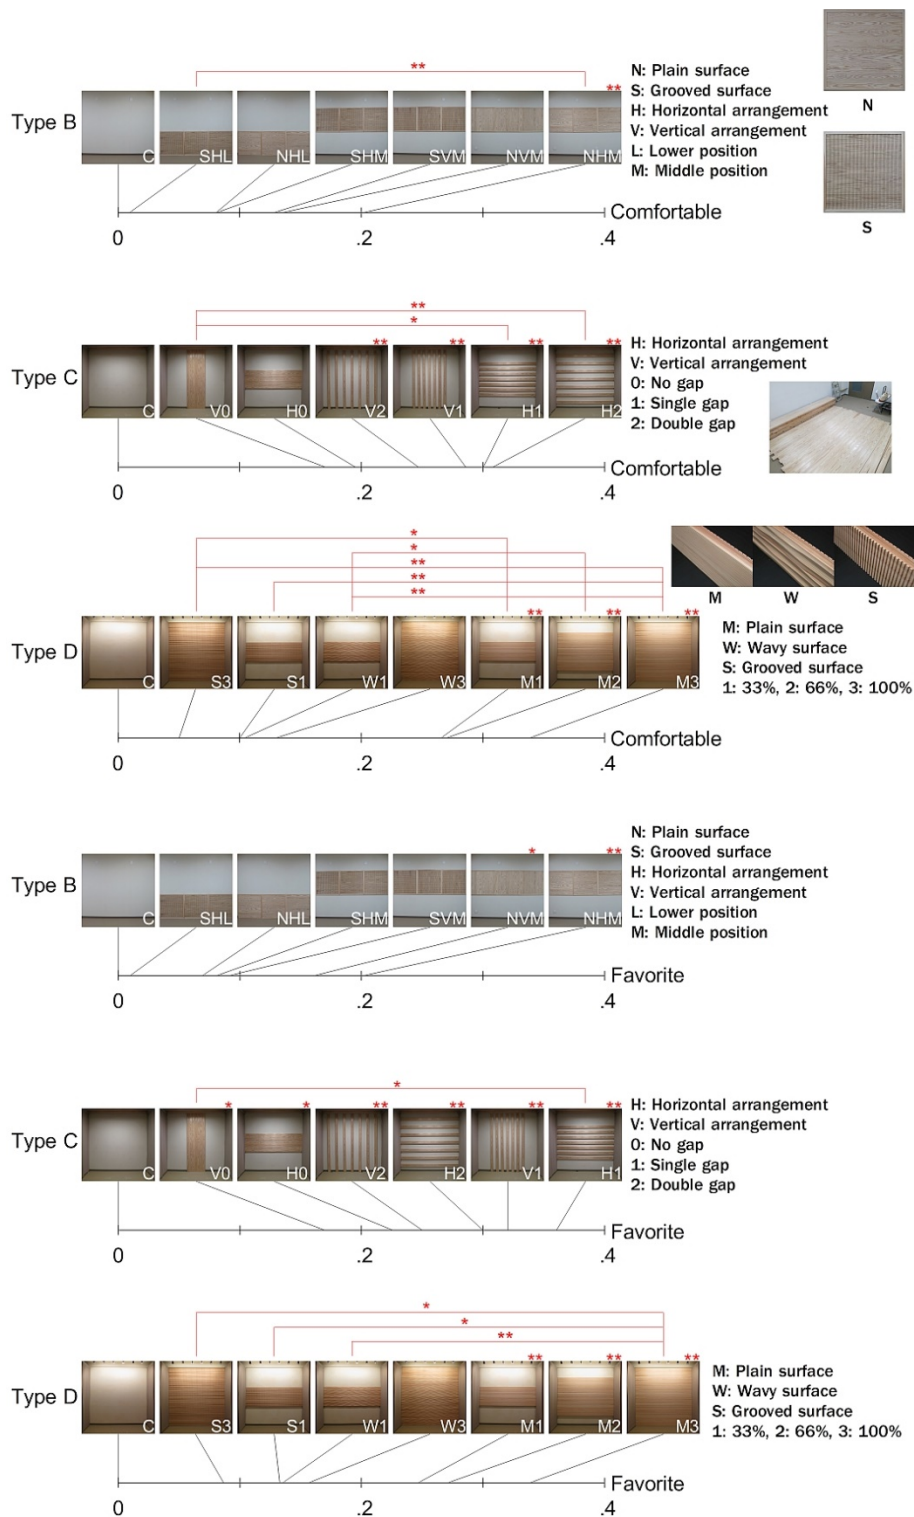 **
N: Plain surface
S: Grooved surface
H: Horizontal arrangement
V: Vertical arrangement
L: Lower position
M: Middle position
N
S
Type B
**
C SHL NHL SHM SVM NVM NHM
Comfortable
0 .2 .4
**
*
Type C
** ** ** **
C V0 H0 V2 V1 H1 H2
H: Horizontal arrangement
V: Vertical arrangement
0: No gap
1: Single gap
2: Double gap
Comfortable
0 .2 .4
*
*
**
**
**
M W S
Type D
** ** **
C S3 S1 W1 W3 M1 M2 M3
M: Plain surface
W: Wavy surface
S: Grooved surface
1: 33%, 2: 66%, 3: 100%
Comfortable
0 .2 .4
Type B
* **
C SHL NHL SHM SVM NVM NHM
N: Plain surface
S: Grooved surface
H: Horizontal arrangement
V: Vertical arrangement
L: Lower position
M: Middle position
Favorite
0 .2 .4
*
Type C
* * ** ** ** **
C V0 H0 V2 H2 V1 H1
H: Horizontal arrangement
V: Vertical arrangement
0: No gap
1: Single gap
2: Double gap
Favorite
0 .2 .4
*
*
**
Type D
** ** **
C S3 S1 W1 W3 M1 M2 M3
M: Plain surface
W: Wavy surface
S: Grooved surface
1: 33%, 2: 66%, 3: 100%
Favorite
0 .2 .4